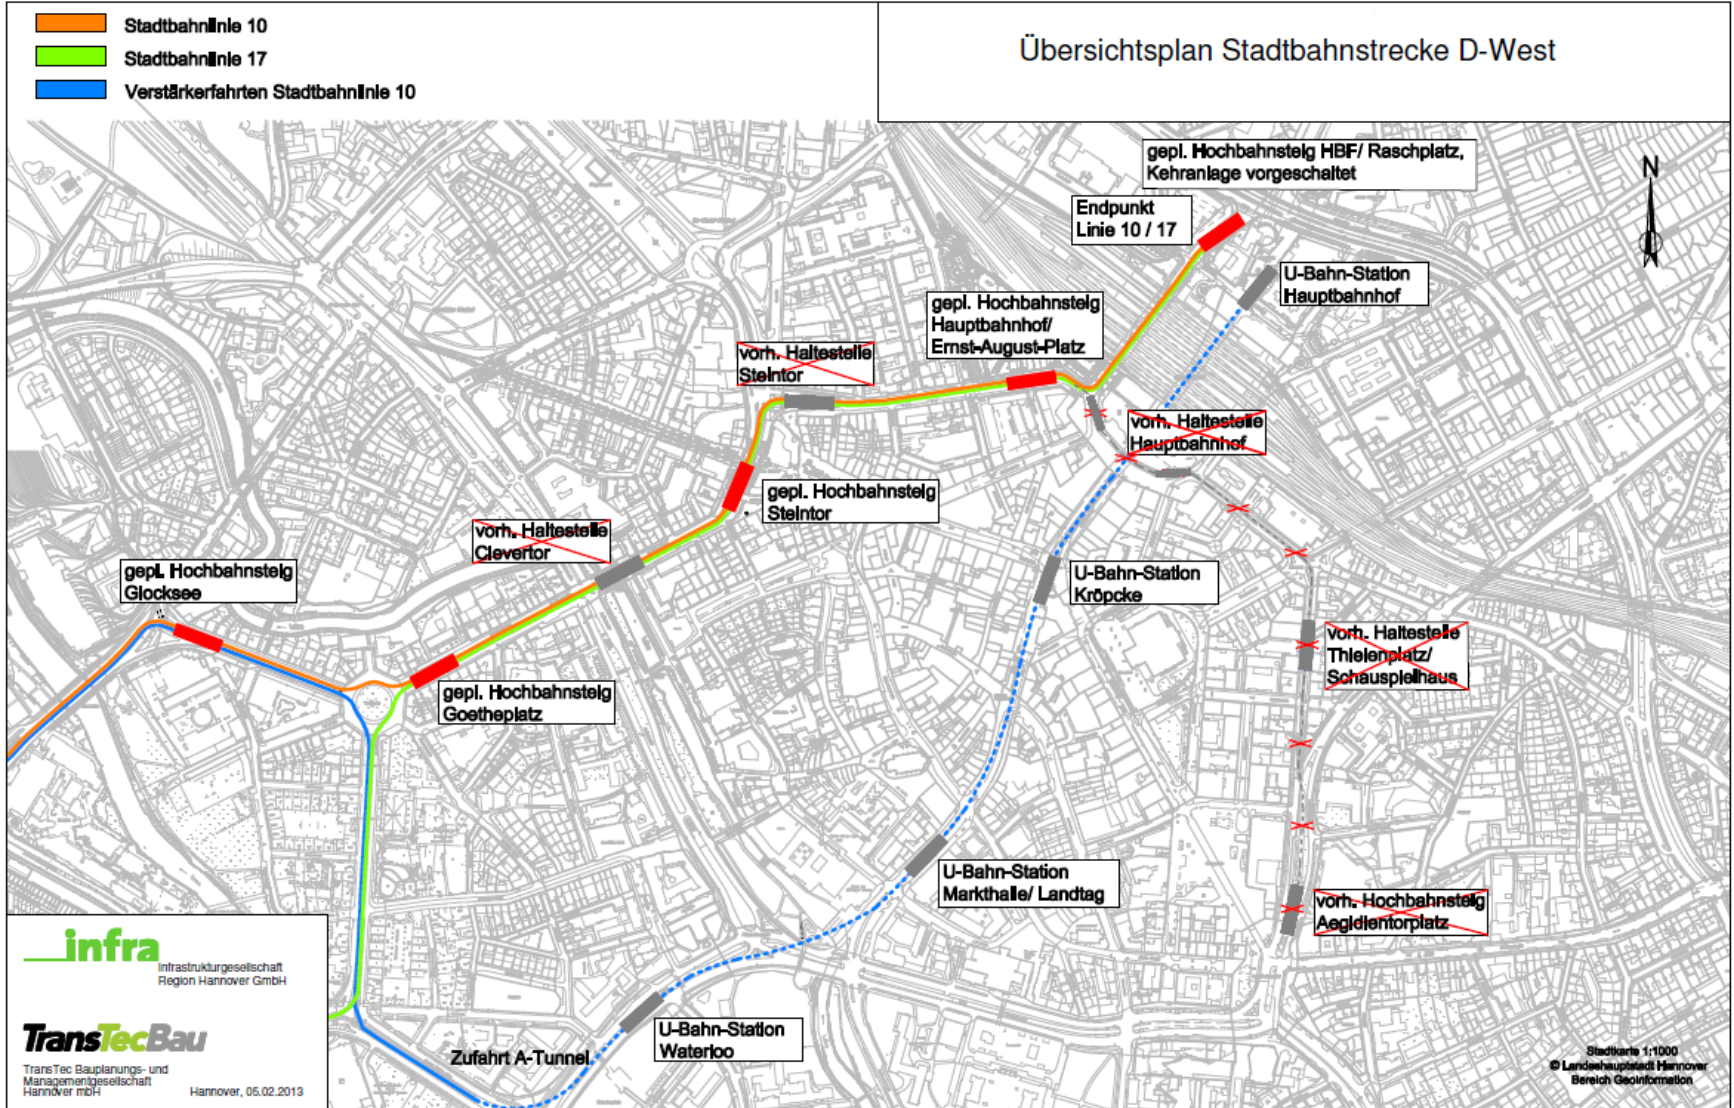 Stadtbahnlinie 10
Stadtbahnlinie 17
Verstärkerfahrten Stadtbahnlinie 10
Übersichtsplan Stadtbahnstrecke D-West
gepl. Hochbahnsteig HBF/ Raschplatz,
Kehranlage vorgeschaltet
N
Endpunkt
Linie 10 / 17
U-Bahn-Station
Hauptbahnhof
gepl. Hochbahnsteig
Hauptbahnhof/
Ernst-August-Platz
vorh. Haltestelle
Steintor
vorh. Haltestelle
Hauptbahnhof
gepl. Hochbahnsteig
Steintor
vorh. Haltestelle
Clevertor
gepl. Hochbahnsteig
Glocksee
U-Bahn-Station
Kröpcke
vorh. Haltestelle
Thielenplatz/
Schauspielhaus
gepl. Hochbahnsteig
Goetheplatz
U-Bahn-Station
Markthalle/ Landtag
vorh. Hochbahnsteig
Aegidientorplatz
infra
Infrastrukturgesellschaft
Region Hannover GmbH
U-Bahn-Station
Waterloo
Zufahrt A-Tunnel
TransTecBau
TransTec Bauplanungs- und
Managementgesellschaft
Hannover mbH
Hannover, 05.02.2013
Stadtkarte 1:1000
© Landeshauptstadt Hannover
Bereich Geoinformation